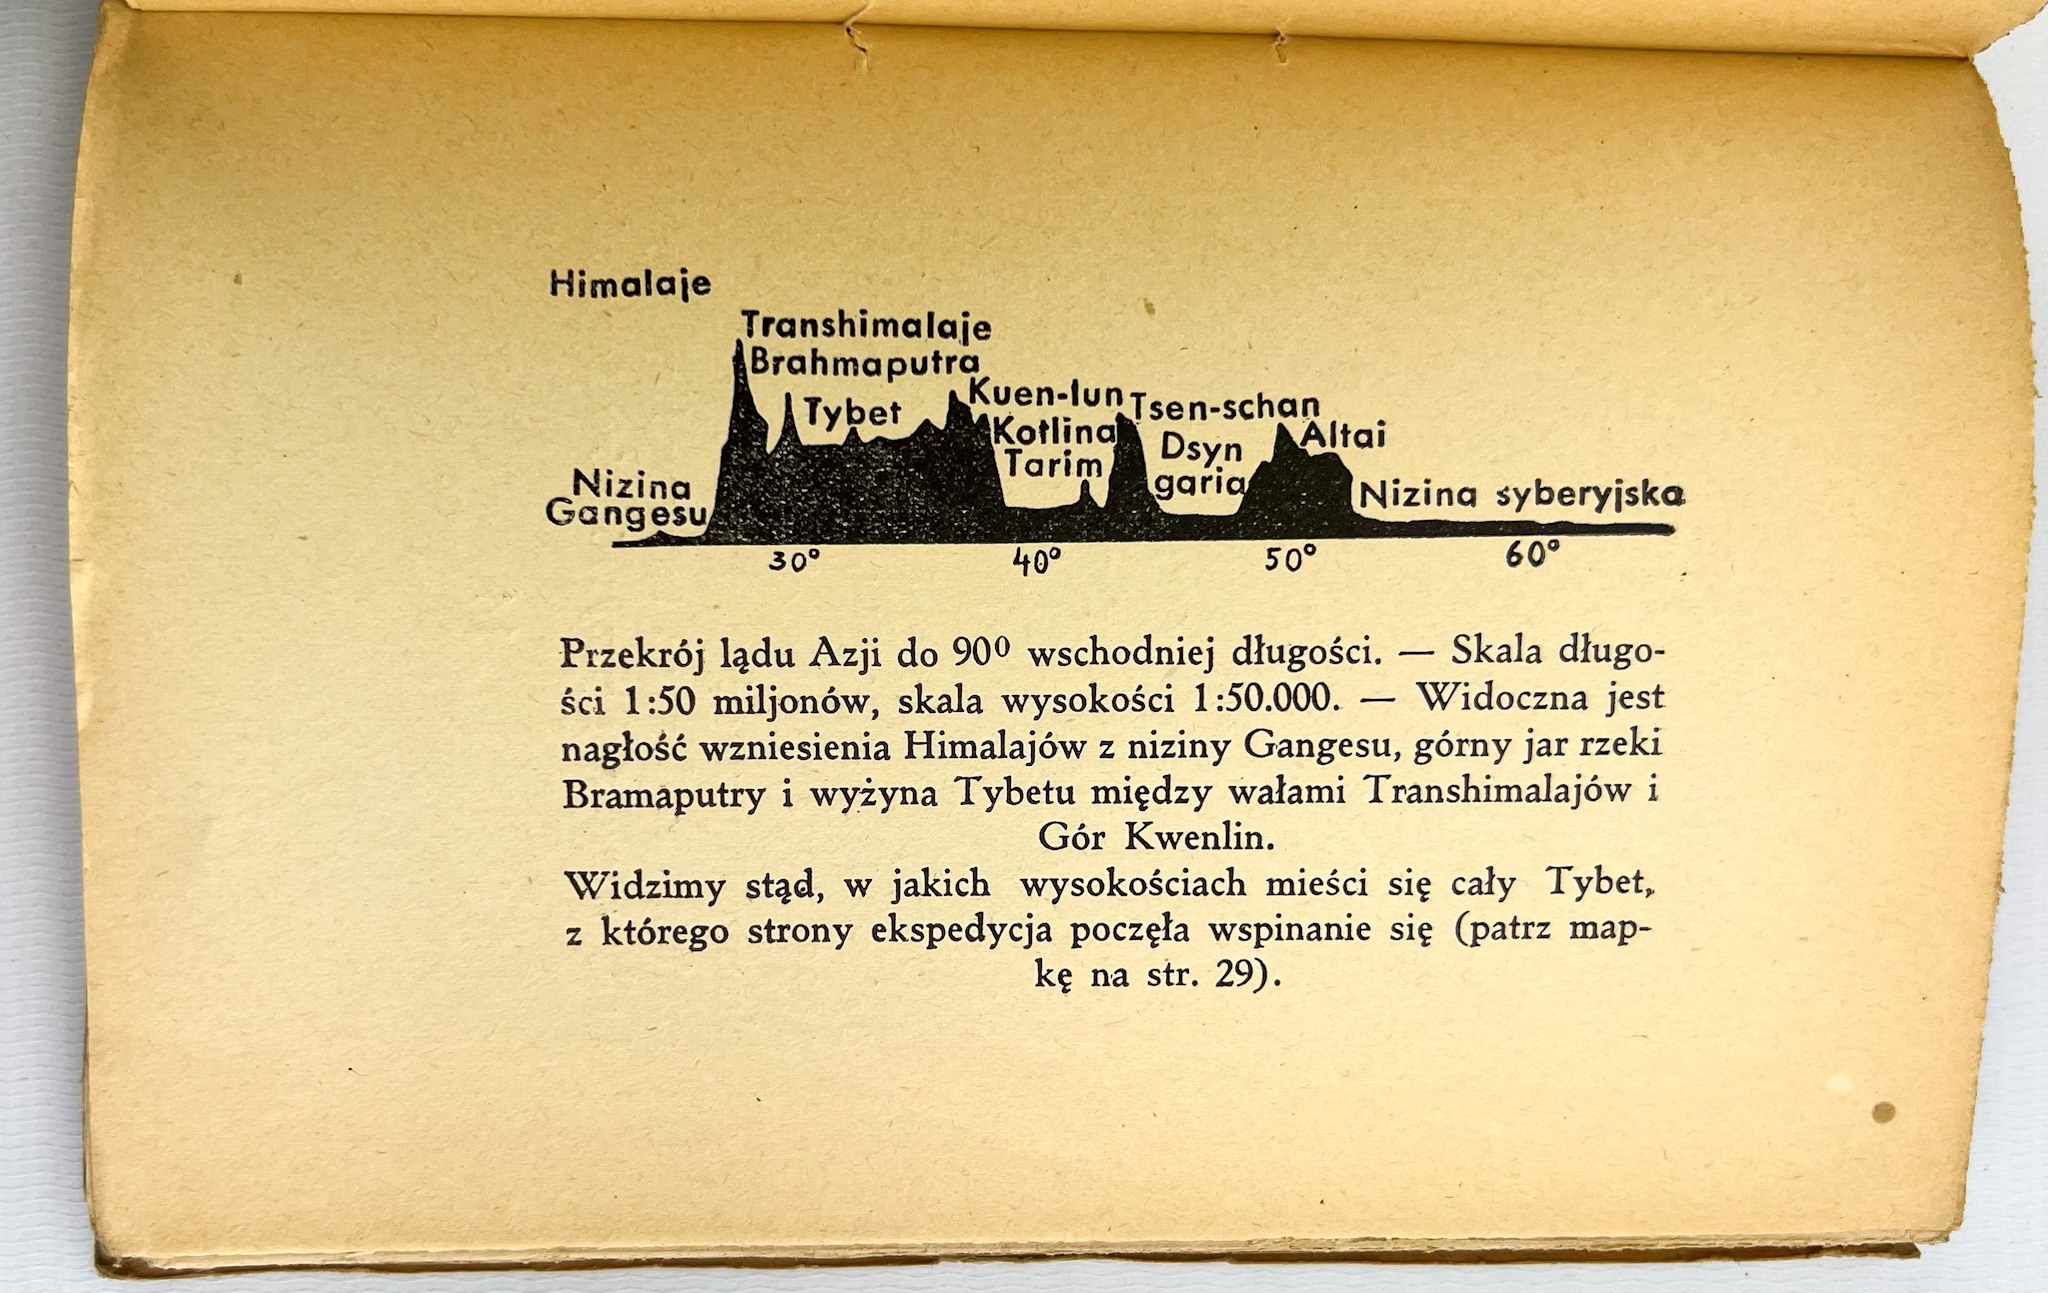 Himalaje
Transhimalaje
Brahmaputra
Kuen-lun
Tsen-schan
Tybet
Kotlina
Tarim
Dsyn
garia
Altai
Nizina
Gangesu
Nizina syberyjska
30° 40° 50° 60°
Przekrój lądu Azji do 90⁰ wschodniej długości. — Skala długo-
ści 1:50 miljonów, skala wysokości 1:50.000. — Widoczna jest
nagłość wzniesienia Himalajów z niziny Gangesu, górny jar rzeki
Bramaputry i wyżyna Tybetu między wałami Transhimalajów i
Gór Kwenlin.
Widzimy stąd, w jakich wysokościach mieści się cały Tybet,
z którego strony ekspedycja poczęła wspinanie się (patrz map-
kę na str. 29).